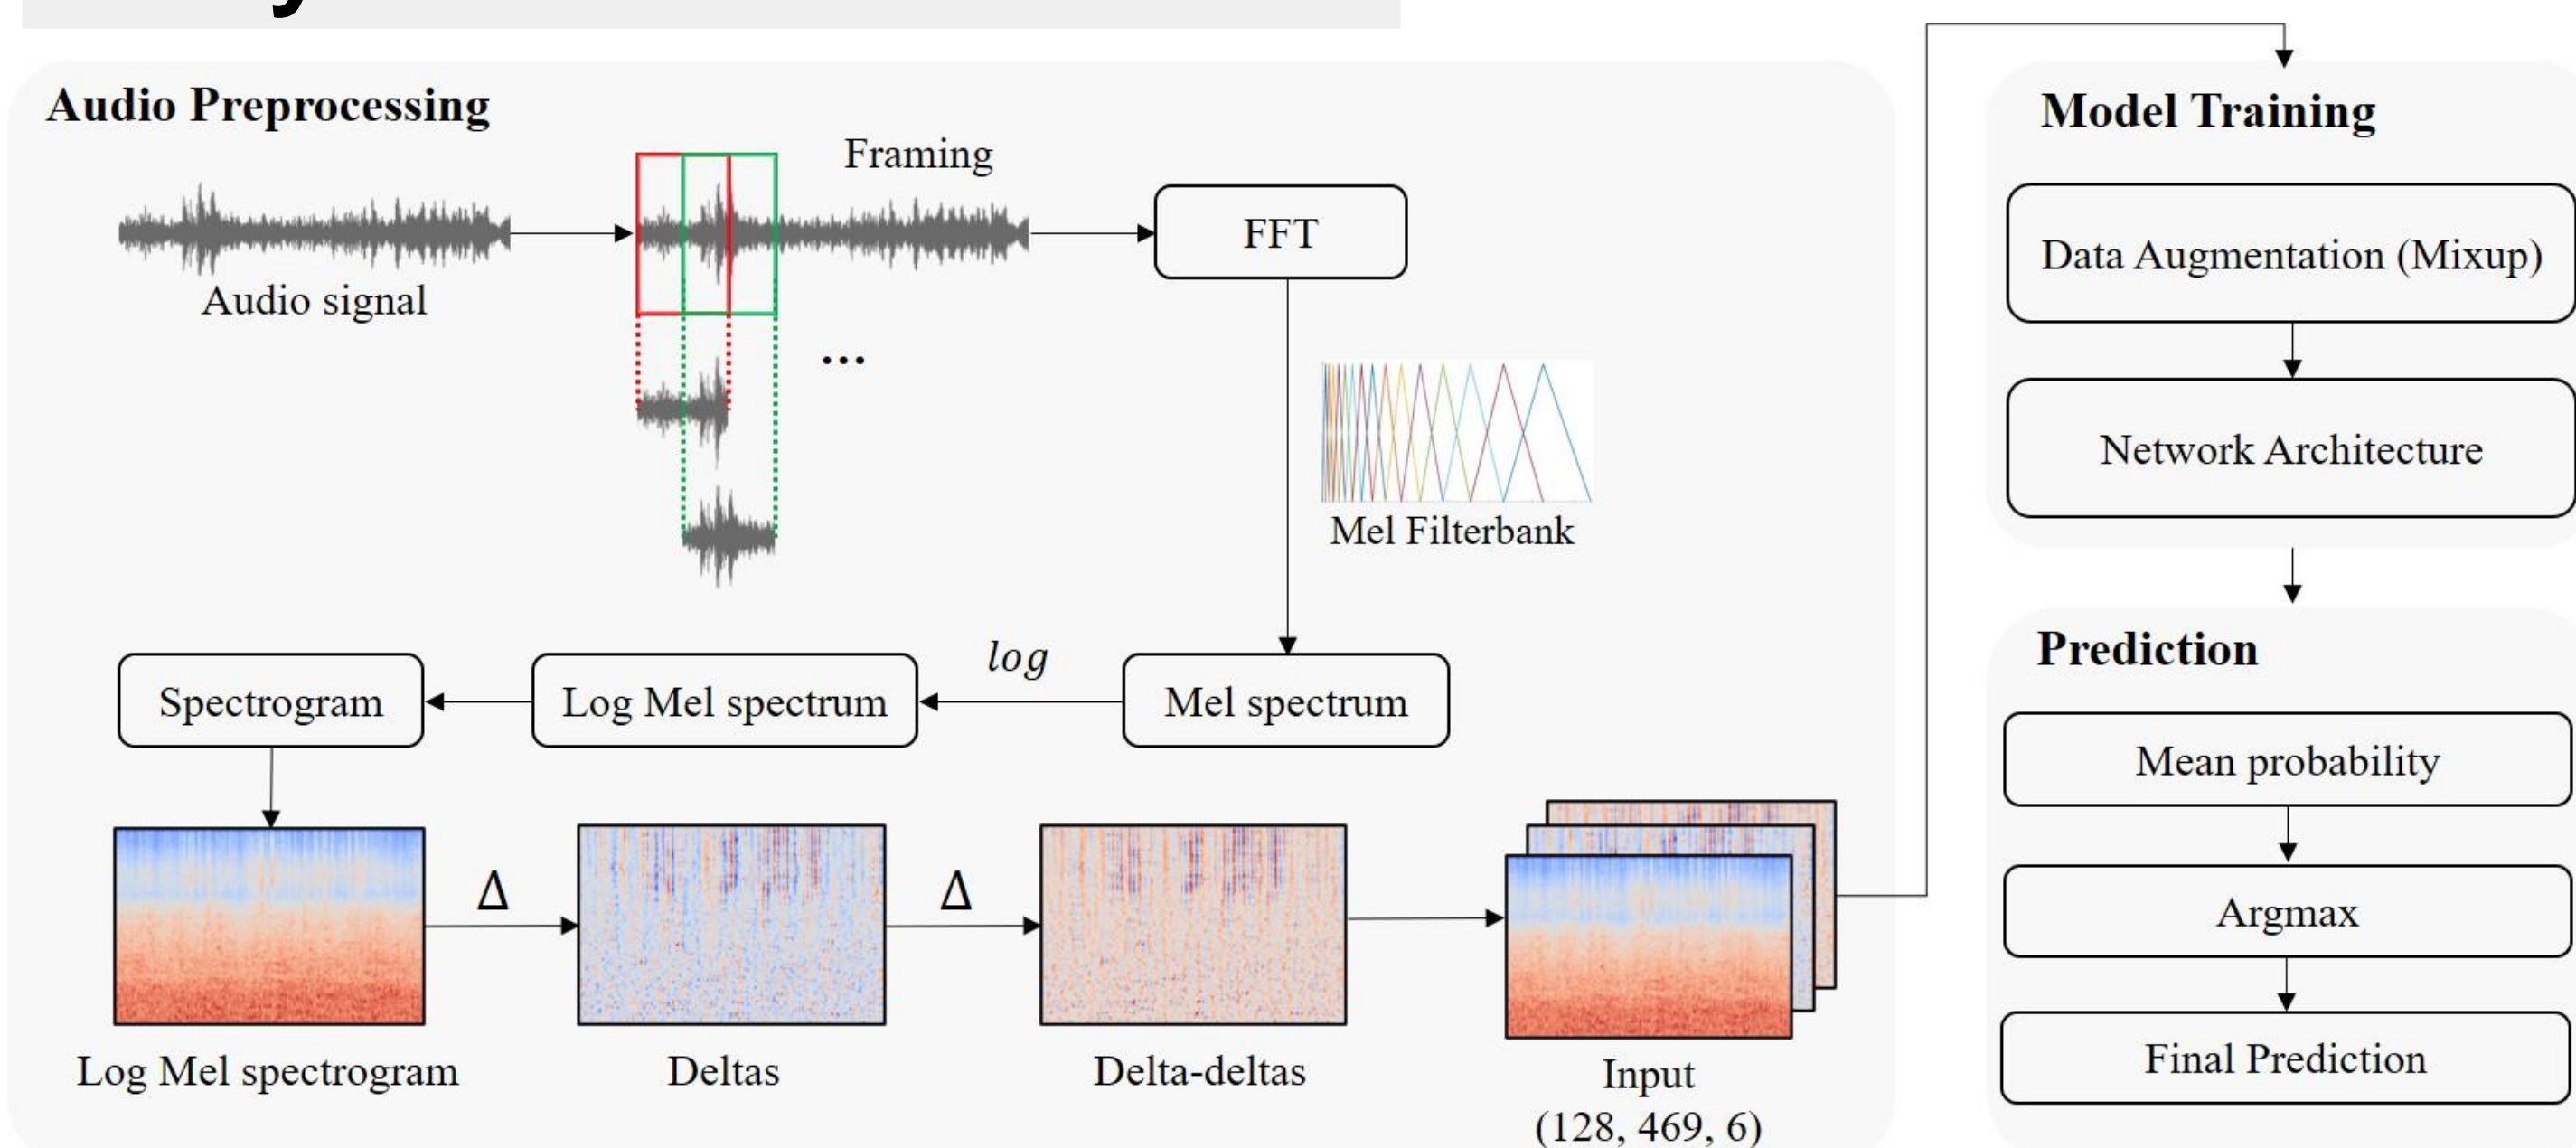 Audio Preprocessing
Audio signal
Framing
...
FFT
Mel Filterbank
Mel spectrum
log
Log Mel spectrum
Spectrogram
Log Mel spectrogram
Δ
Deltas
Δ
Delta-deltas
Input
(128, 469, 6)
Model Training
Data Augmentation (Mixup)
Network Architecture
Prediction
Mean probability
Argmax
Final Prediction